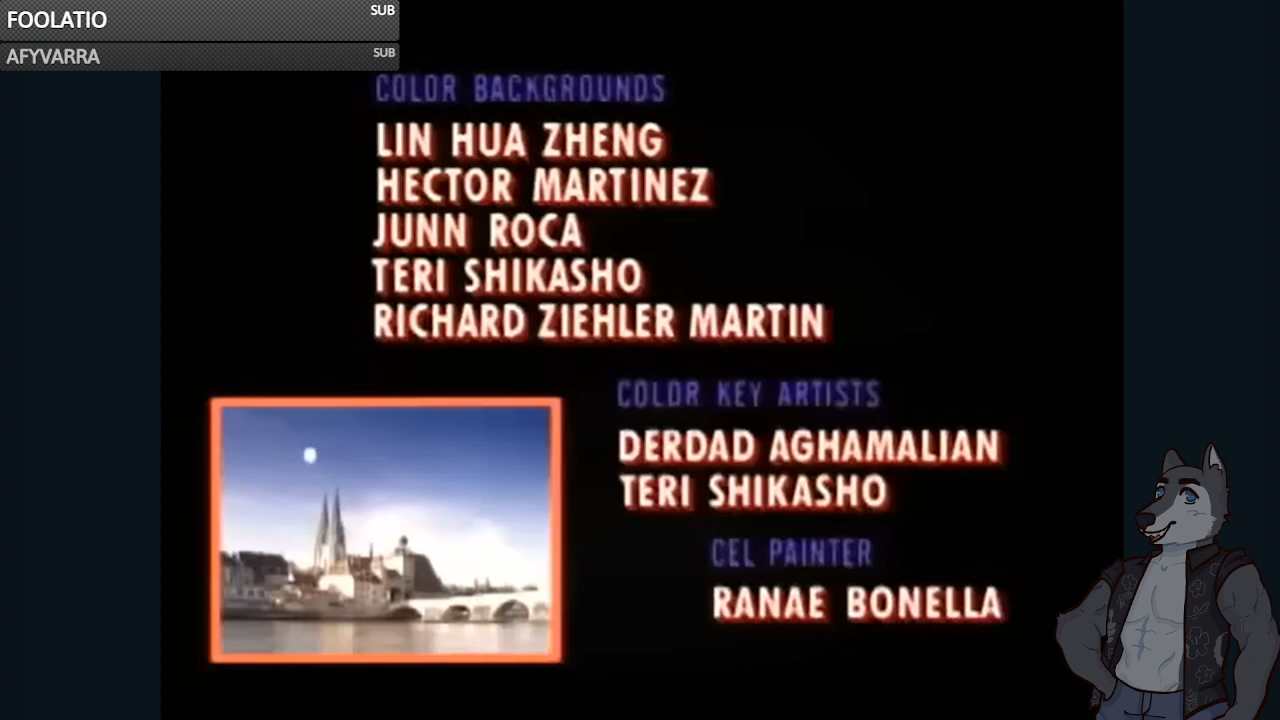 FOOLATIO SUB
AFYVARRA SUB
COLOR BACKGROUNDS
LIN HUA ZHENG
HECTOR MARTINEZ
JUNN ROCA
TERI SHIKASHO
RICHARD ZIEHLER MARTIN
COLOR KEY ARTISTS
DERDAD AGHAMALIAN
TERI SHIKASHO
CEL PAINTER
RANAE BONELLA